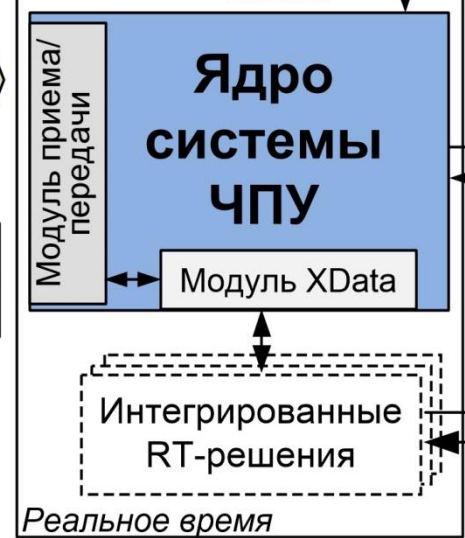 Модуль приема/
передачи
Ядро
системы
ЧПУ
Модуль XData
Интегрированные
RT-решения
Реальное время